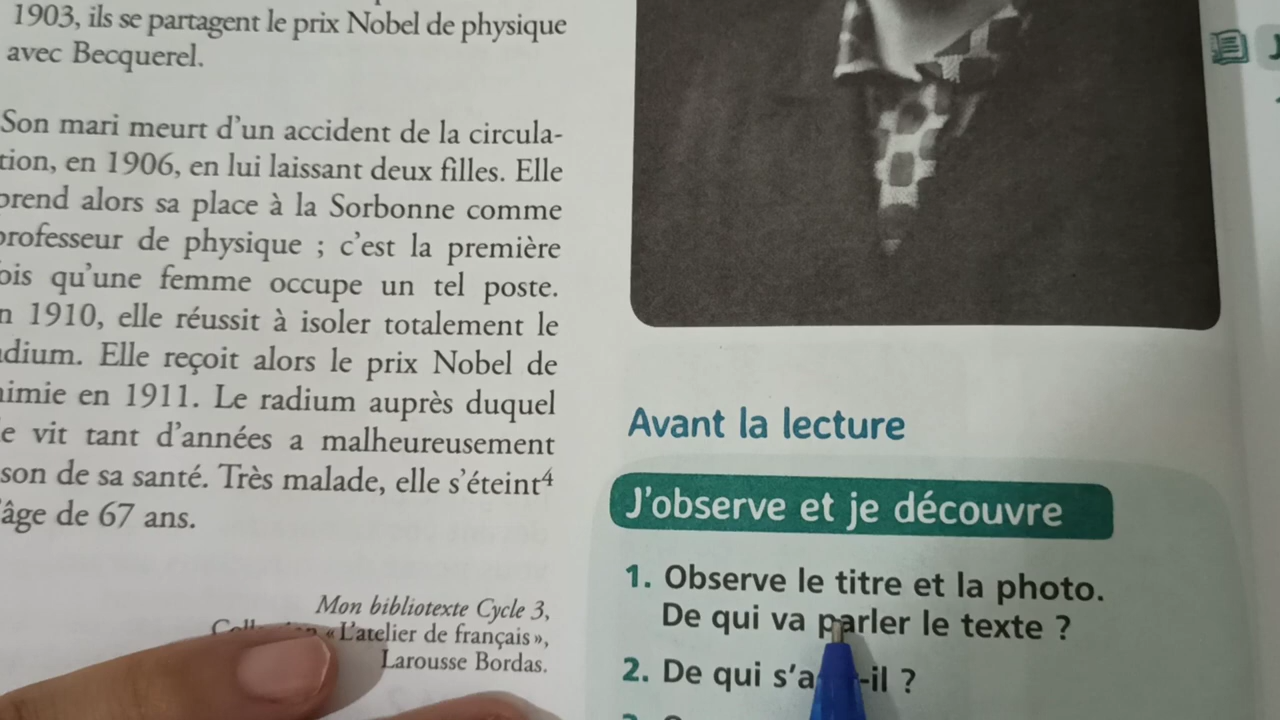 1903, ils se partagent le prix Nobel de physique
avec Becquerel.
Son mari meurt d'un accident de la circula-
tion, en 1906, en lui laissant deux filles. Elle
prend alors sa place à la Sorbonne comme
professeur de physique ; c'est la première
fois qu'une femme occupe un tel poste.
En 1910, elle réussit à isoler totalement le
radium. Elle reçoit alors le prix Nobel de
chimie en 1911. Le radium auprès duquel
vit tant d'années a malheureusement
son de sa santé. Très malade, elle s'éteint⁴
l'âge de 67 ans.
Mon bibliotexte Cycle 3,
« L'atelier de français »,
Larousse Bordas.
Avant la lecture
J'observe et je découvre
1. Observe le titre et la photo.
De qui va parler le texte ?
2. De qui s'a -il ?